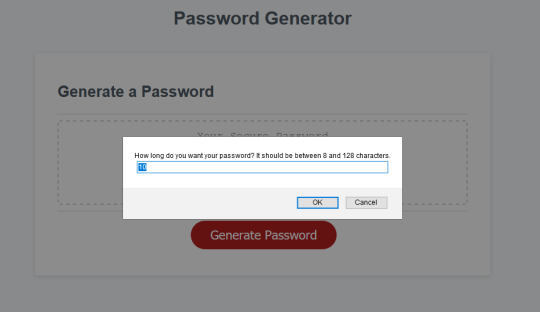 Password Generator
Generate a Password
Your Secure Password
How long do you want your password? It should be between 8 and 128 characters.
10
OK
Cancel
Generate Password